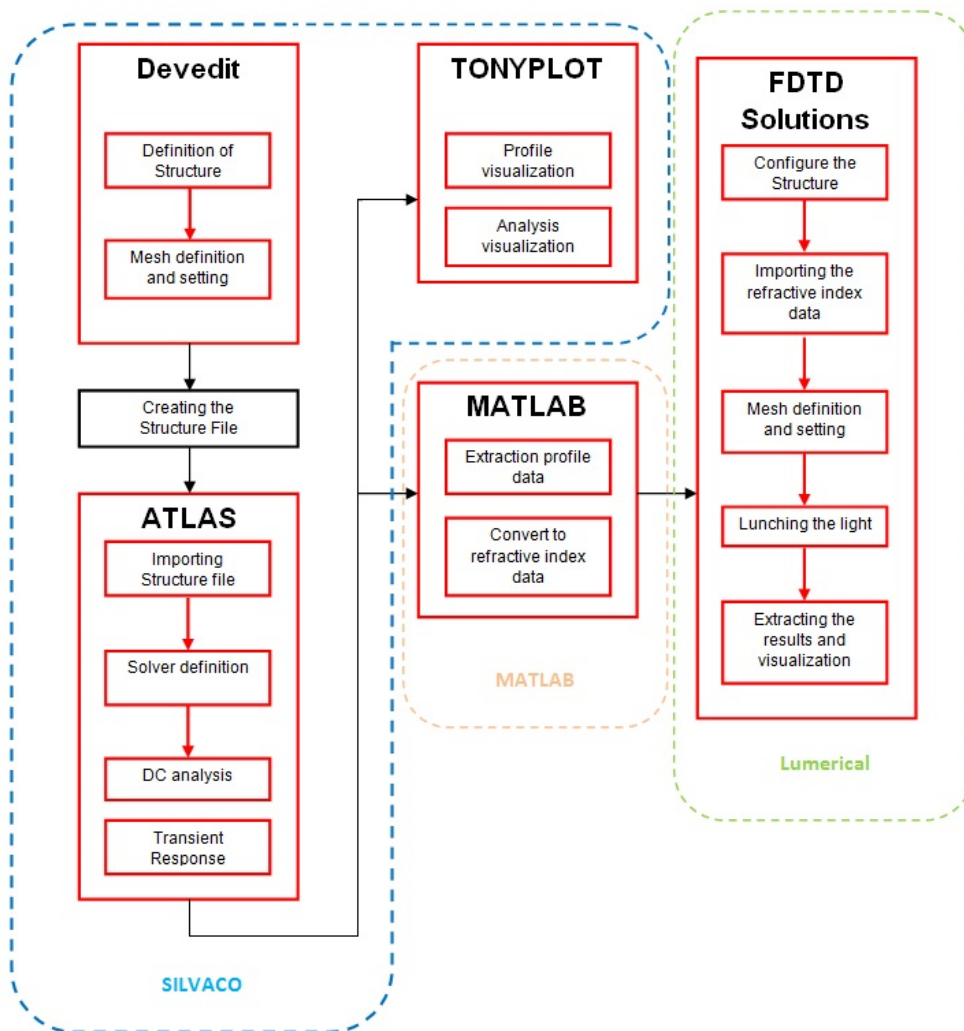 Devedit
Definition of
Structure
Mesh definition
and setting
Creating the
Structure File
ATLAS
Importing
Structure file
Solver definition
DC analysis
Transient
Response
SILVACO
TONYPLOT
Profile
visualization
Analysis
visualization
MATLAB
Extraction profile
data
Convert to
refractive index
data
MATLAB
FDTD
Solutions
Configure the
Structure
Importing the
refractive index
data
Mesh definition
and setting
Lunching the light
Extracting the
results and
visualization
Lumerical